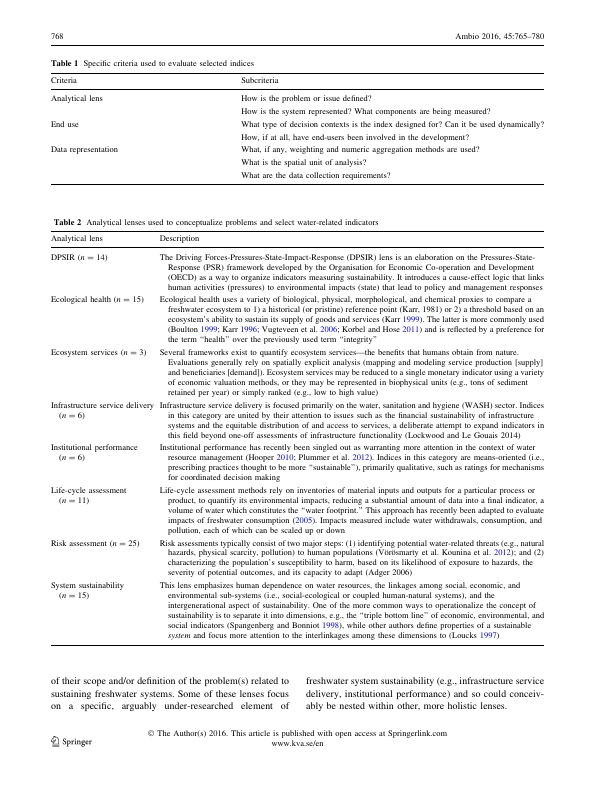 768
Ambio 2016, 45:765–780
Table 1 Specific criteria used to evaluate selected indices
Criteria Subcriteria
Analytical lens How is the problem or issue defined?
How is the system represented? What components are being measured?
End use What type of decision contexts is the index designed for? Can it be used dynamically?
How, if at all, have end-users been involved in the development?
Data representation What, if any, weighting and numeric aggregation methods are used?
What is the spatial unit of analysis?
What are the data collection requirements?
Table 2 Analytical lenses used to conceptualize problems and select water-related indicators
Analytical lens Description
DPSIR (n = 14) The Driving Forces-Pressures-State-Impact-Response (DPSIR) lens is an elaboration on the Pressures-State-
Response (PSR) framework developed by the Organisation for Economic Co-operation and Development
(OECD) as a way to organize indicators measuring sustainability. It introduces a cause-effect logic that links
human activities (pressures) to environmental impacts (state) that lead to policy and management responses
Ecological health (n = 15) Ecological health uses a variety of biological, physical, morphological, and chemical proxies to compare a
freshwater ecosystem to 1) a historical (or pristine) reference point (Karr, 1981) or 2) a threshold based on an
ecosystem's ability to sustain its supply of goods and services (Karr 1999). The latter is more commonly used
(Boulton 1999; Karr 1996; Vugteveen et al. 2006; Korbel and Hose 2011) and is reflected by a preference for
the term "health" over the previously used term "integrity"
Ecosystem services (n = 3) Several frameworks exist to quantify ecosystem services—the benefits that humans obtain from nature.
Evaluations generally rely on spatially explicit analysis (mapping and modeling service production [supply]
and beneficiaries [demand]). Ecosystem services may be reduced to a single monetary indicator using a variety
of economic valuation methods, or they may be represented in biophysical units (e.g., tons of sediment
retained per year) or simply ranked (e.g., low to high value)
Infrastructure service delivery Infrastructure service delivery is focused primarily on the water, sanitation and hygiene (WASH) sector. Indices
(n = 6) in this category are united by their attention to issues such as the financial sustainability of infrastructure
systems and the equitable distribution of and access to services, a deliberate attempt to expand indicators in
this field beyond one-off assessments of infrastructure functionality (Lockwood and Le Gouais 2014)
Institutional performance Institutional performance has recently been singled out as warranting more attention in the context of water
(n = 6) resource management (Hooper 2010; Plummer et al. 2012). Indices in this category are means-oriented (i.e.,
prescribing practices thought to be more "sustainable"), primarily qualitative, such as ratings for mechanisms
for coordinated decision making
Life-cycle assessment Life-cycle assessment methods rely on inventories of material inputs and outputs for a particular process or
(n = 11) product, to quantify its environmental impacts, reducing a substantial amount of data into a final indicator, a
volume of water which constitutes the "water footprint." This approach has recently been adapted to evaluate
impacts of freshwater consumption (2005). Impacts measured include water withdrawals, consumption, and
pollution, each of which can be scaled up or down
Risk assessment (n = 25) Risk assessments typically consist of two major steps: (1) identifying potential water-related threats (e.g., natural
hazards, physical scarcity, pollution) to human populations (Vörösmarty et al. Kounina et al. 2012); and (2)
characterizing the population's susceptibility to harm, based on its likelihood of exposure to hazards, the
severity of potential outcomes, and its capacity to adapt (Adger 2006)
System sustainability This lens emphasizes human dependence on water resources, the linkages among social, economic, and
(n = 15) environmental sub-systems (i.e., social-ecological or coupled human-natural systems), and the
intergenerational aspect of sustainability. One of the more common ways to operationalize the concept of
sustainability is to separate it into dimensions, e.g., the "triple bottom line" of economic, environmental, and
social indicators (Spangenberg and Bonniot 1998), while other authors define properties of a sustainable
system and focus more attention to the interlinkages among these dimensions to (Loucks 1997)
of their scope and/or definition of the problem(s) related to
sustaining freshwater systems. Some of these lenses focus
on a specific, arguably under-researched element of
freshwater system sustainability (e.g., infrastructure service
delivery, institutional performance) and so could conceiv-
ably be nested within other, more holistic lenses.
Springer
© The Author(s) 2016. This article is published with open access at Springerlink.com
www.kva.se/en